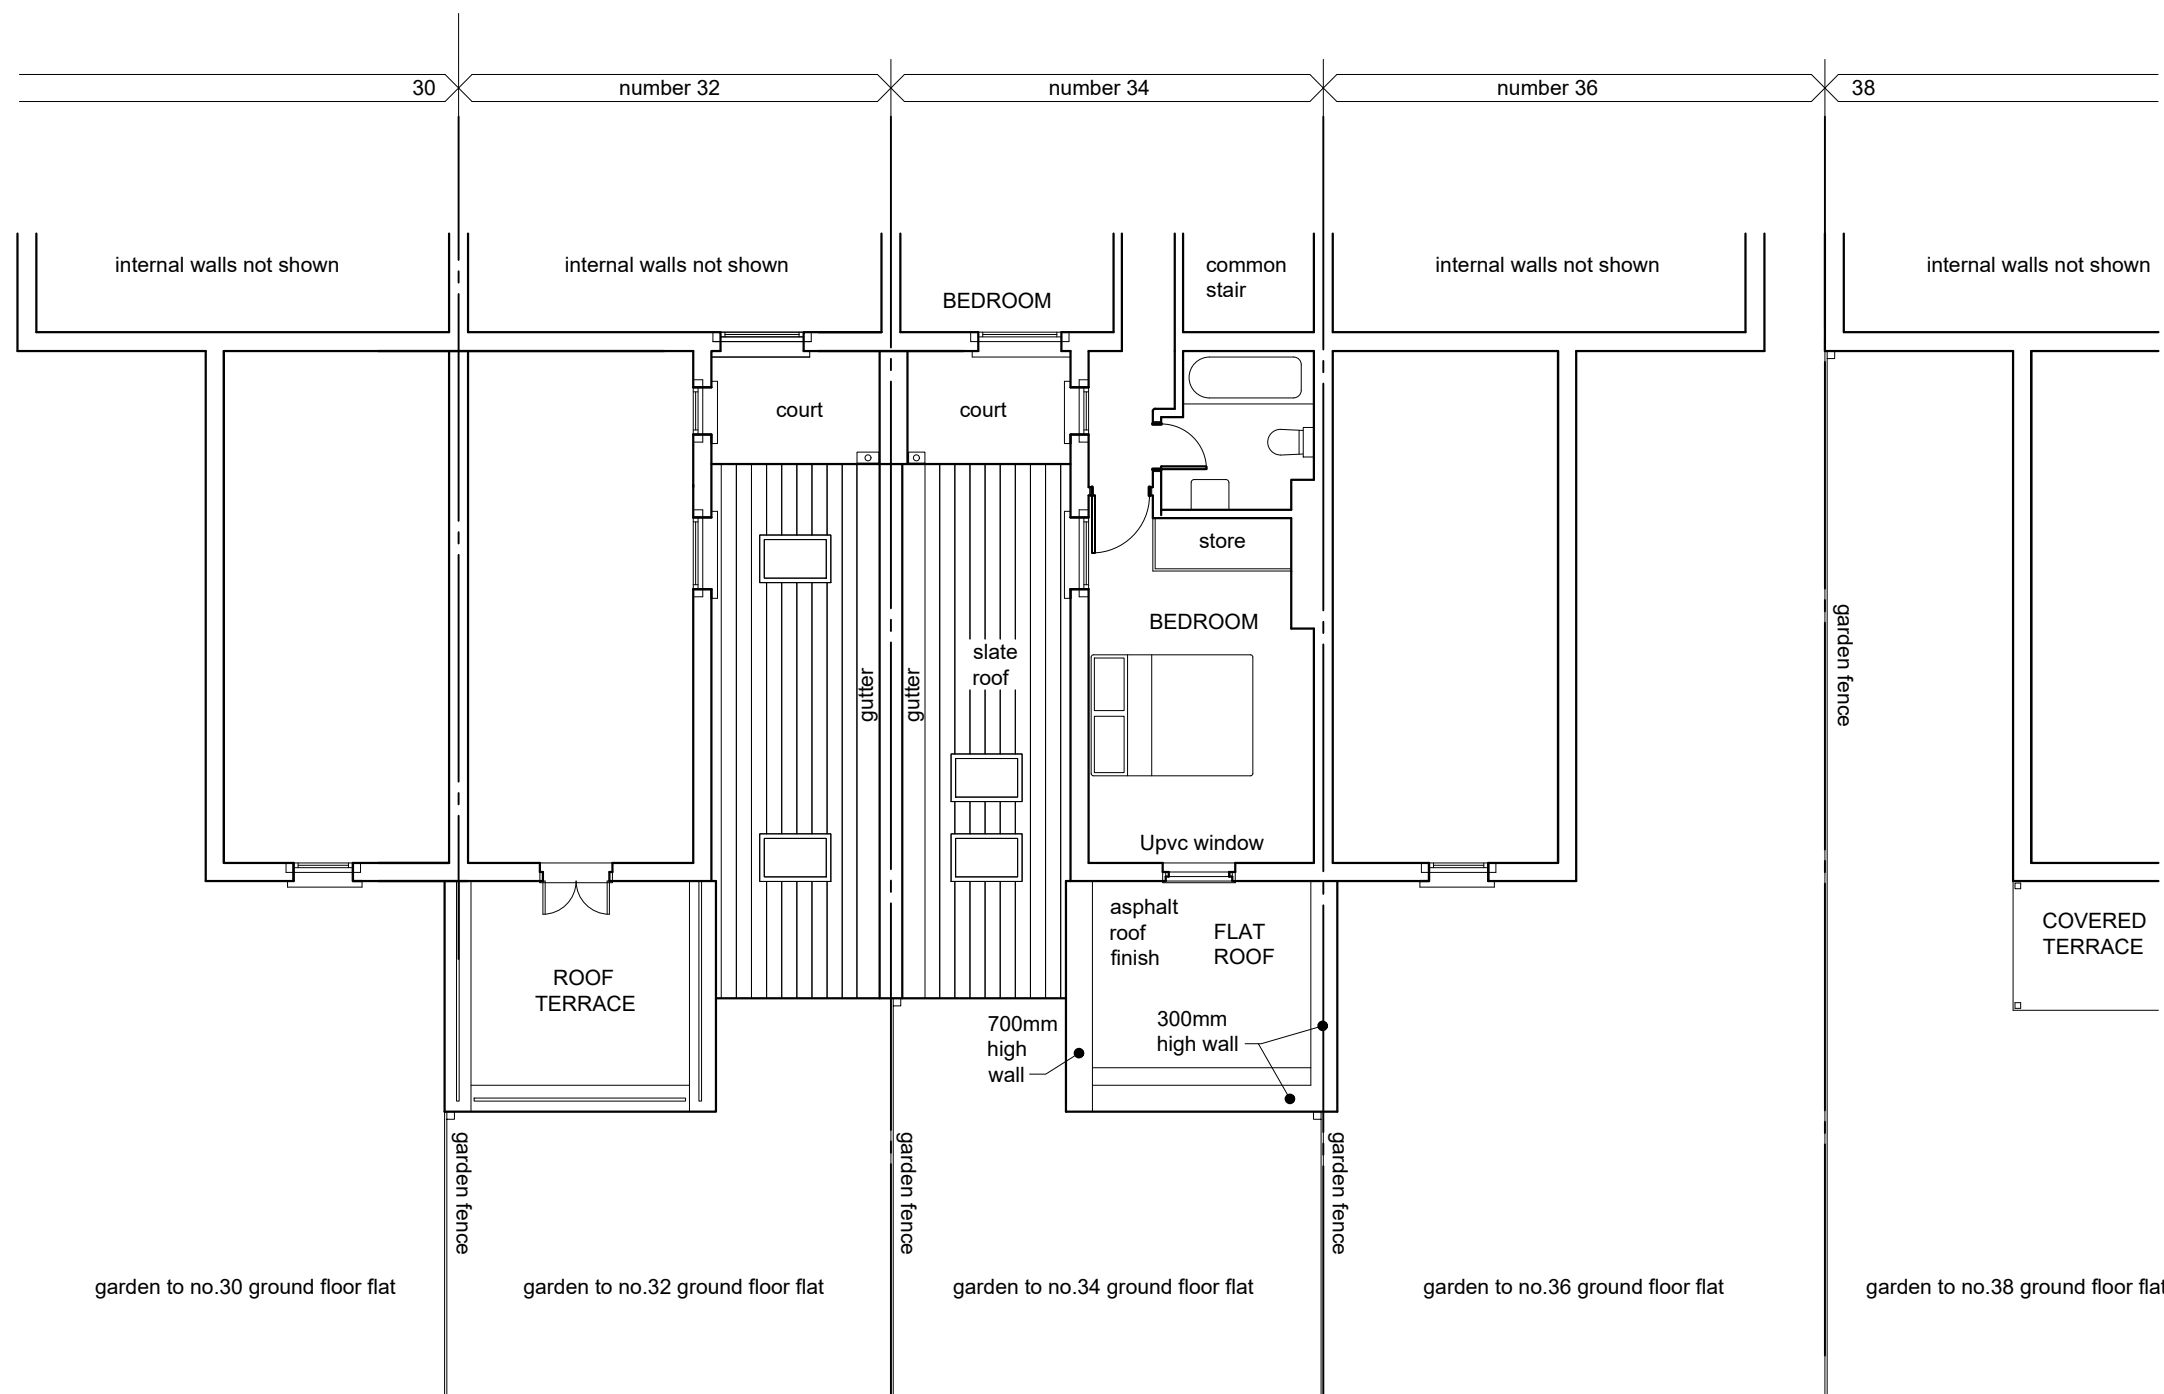 30
number 32
number 34
number 36
38
internal walls not shown
internal walls not shown
BEDROOM
common
stair
internal walls not shown
internal walls not shown
court
court
store
BEDROOM
slate
roof
gutter
gutter
garden fence
Upvc window
asphalt
roof
finish
FLAT
ROOF
COVERED
TERRACE
ROOF
TERRACE
700mm
high
wall
300mm
high wall
garden fence
garden fence
garden fence
garden to no.30 ground floor flat
garden to no.32 ground floor flat
garden to no.34 ground floor flat
garden to no.36 ground floor flat
garden to no.38 ground floor flat